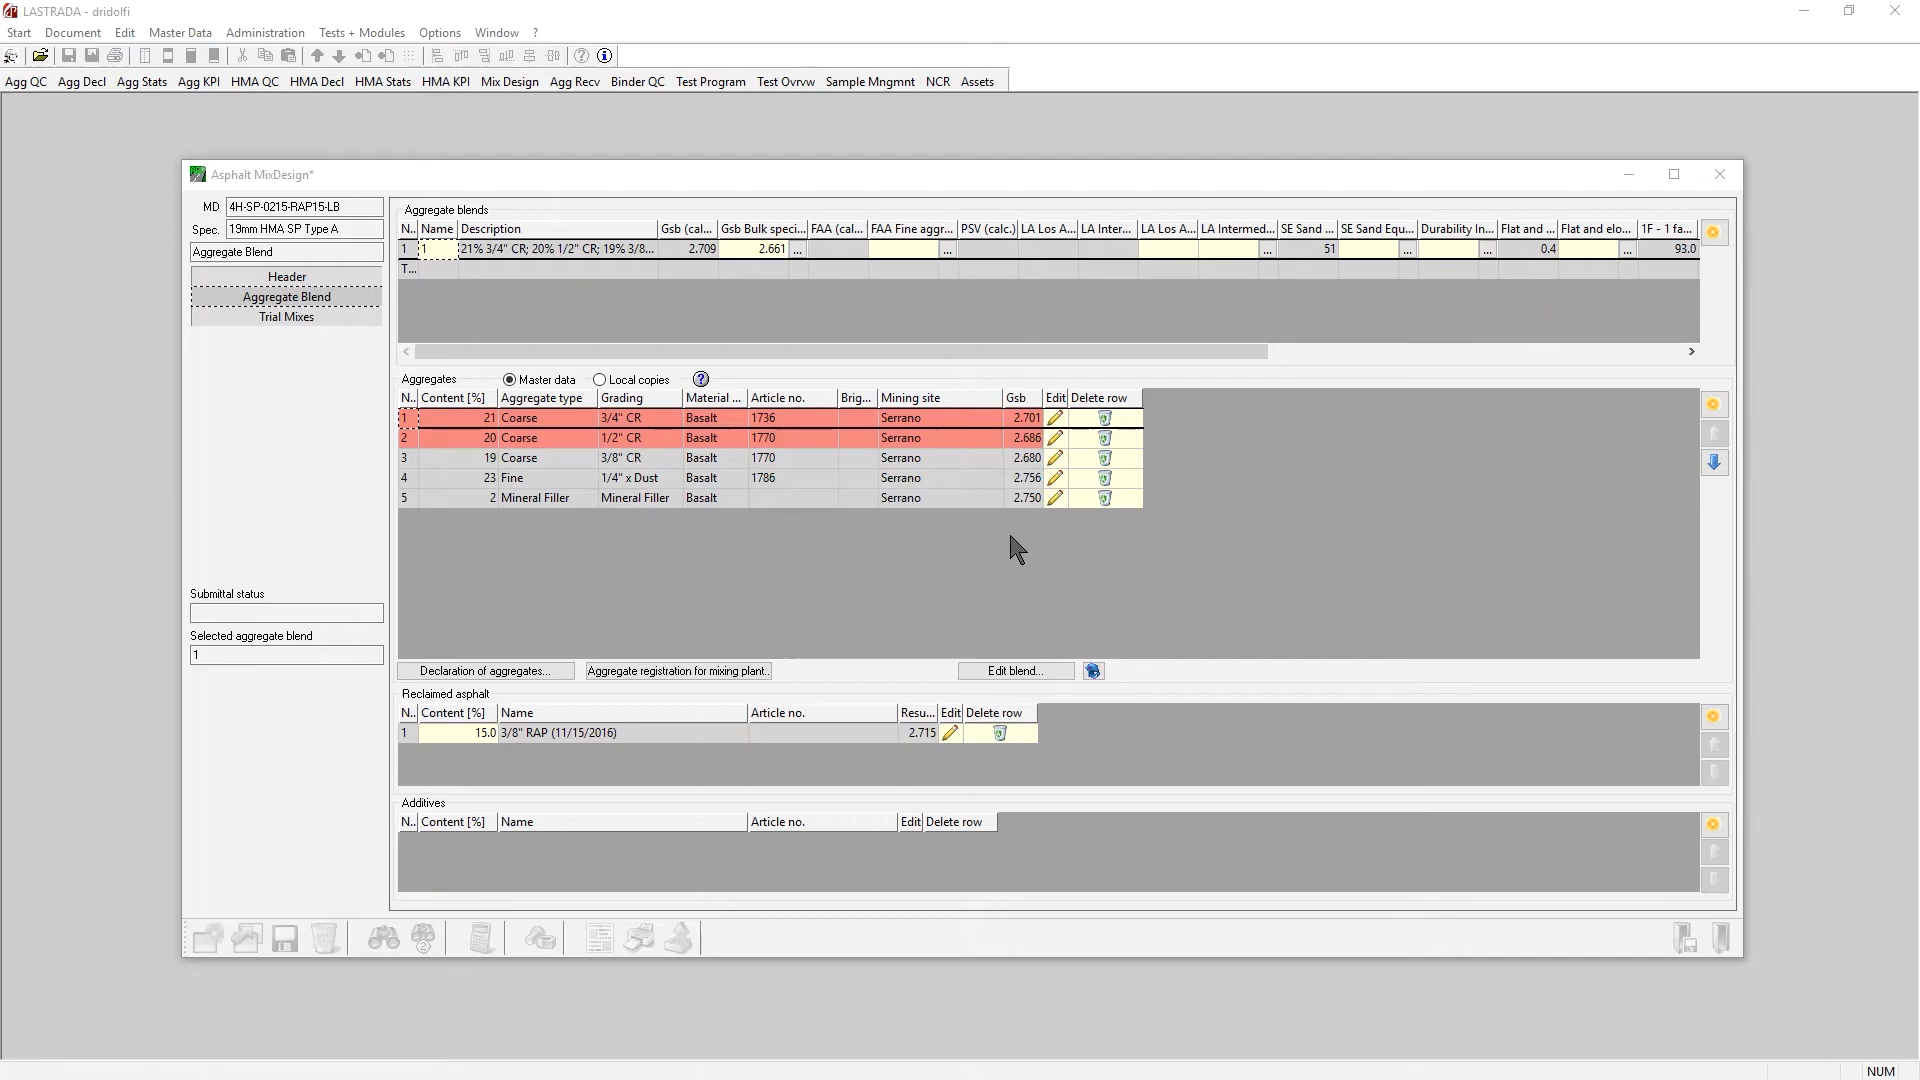 LASTRADA - dridolfi
Start Document Edit Master Data Administration Tests + Modules Options Window ?
Agg QC Agg Decl Agg Stats Agg KPI HMA QC HMA Decl HMA Stats HMA KPI Mix Design Agg Recv Binder QC Test Program Test Ovrvw Sample Mngmnt NCR Assets
Asphalt MixDesign*
MD 4H-SP-0215-RAP15-LB
Spec. 19mm HMA SP Type A
Aggregate Blend
Header
Aggregate Blend
Trial Mixes
Submittal status
Selected aggregate blend
1
Aggregate blends
N.. Name Description Gsb (cal... Gsb Bulk speci... FAA (cal... FAA Fine aggr... PSV (calc.) LA Los A... LA Inter... LA Los A... LA Intermed... SE Sand ... SE Sand Equ... Durability In... Flat and ... Flat and elo... 1F - 1 fa...
1 1 21% 3/4" CR; 20% 1/2" CR; 19% 3/8... 2.709 2.661 ... ... ... 51 ... ... 0.4 ... 93.0
T...
Aggregates Master data Local copies ?
N.. Content [%] Aggregate type Grading Material ... Article no. Brig... Mining site Gsb Edit Delete row
1 21 Coarse 3/4" CR Basalt 1736 Serrano 2.701
2 20 Coarse 1/2" CR Basalt 1770 Serrano 2.686
3 19 Coarse 3/8" CR Basalt 1770 Serrano 2.680
4 23 Fine 1/4" x Dust Basalt 1786 Serrano 2.756
5 2 Mineral Filler Mineral Filler Basalt Serrano 2.750
Declaration of aggregates... Aggregate registration for mixing plant.. Edit blend...
Reclaimed asphalt
N.. Content [%] Name Article no. Resu... Edit Delete row
1 15.0 3/8" RAP (11/15/2016) 2.715
Additives
N.. Content [%] Name Article no. Edit Delete row
NUM